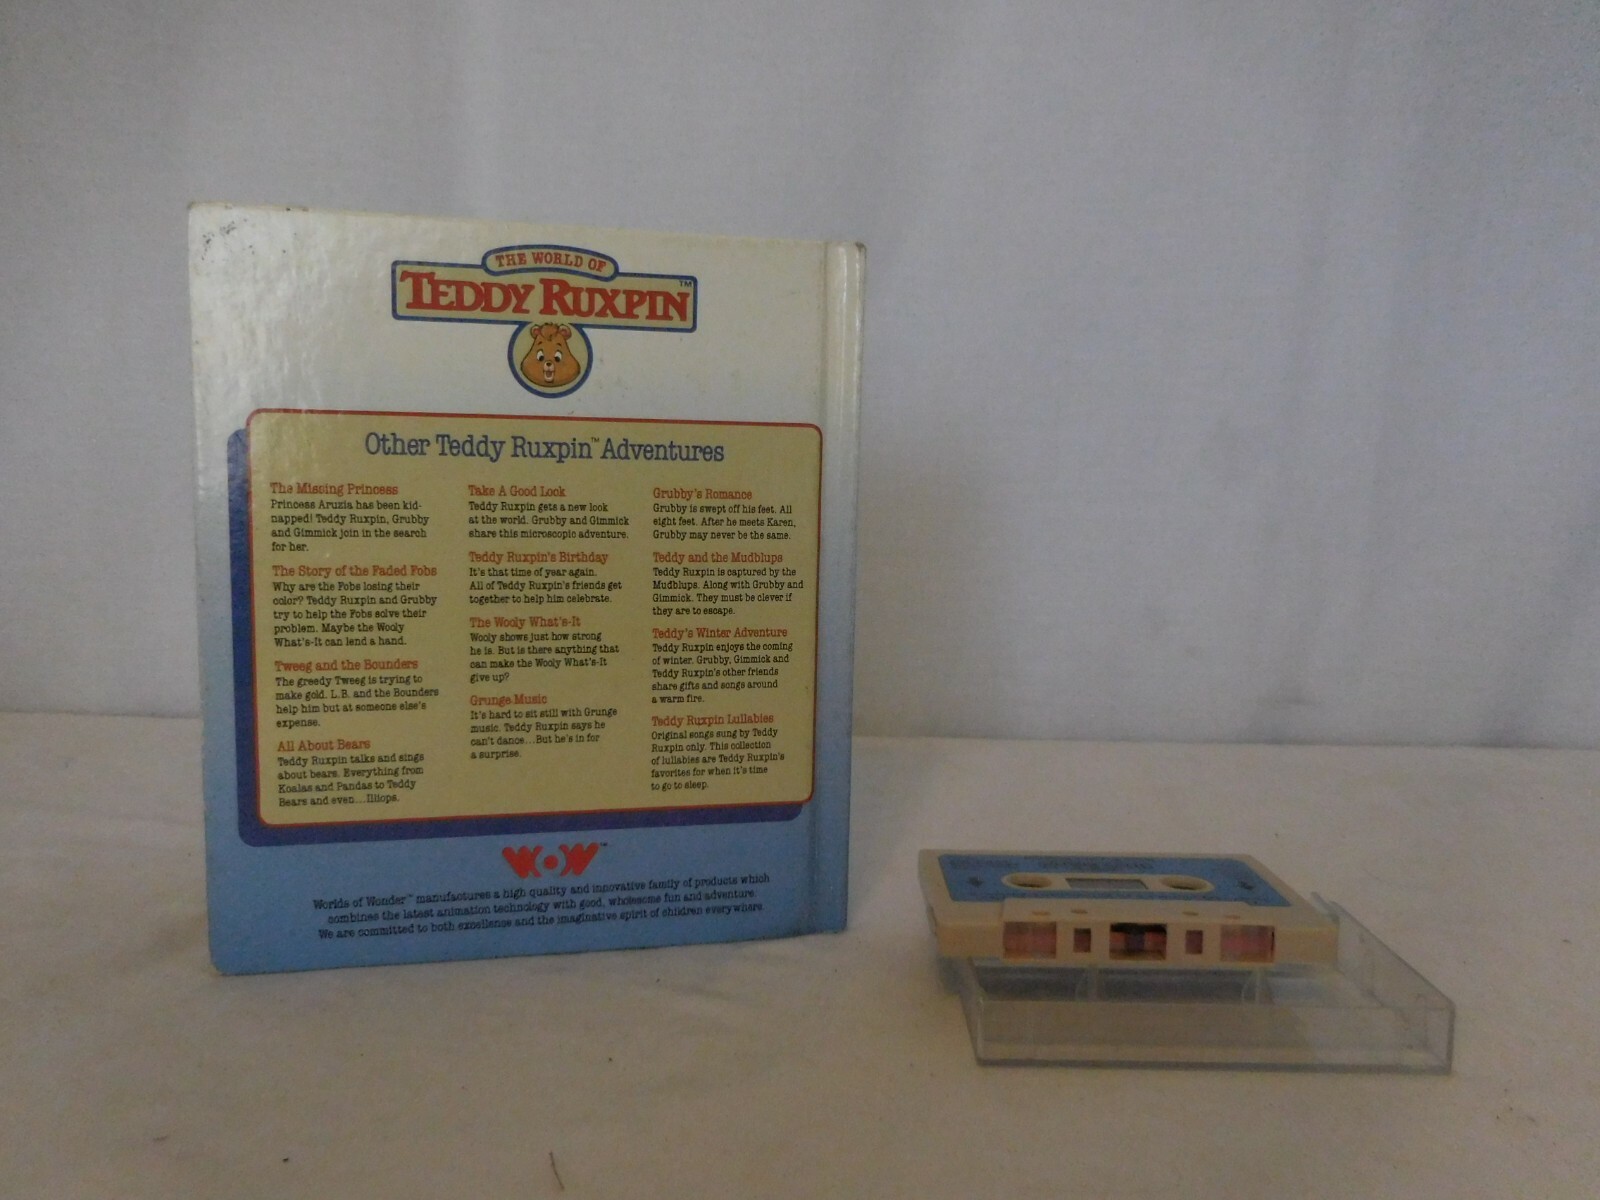 THE WORLD OF
TEDDY RUXPIN™
Other Teddy Ruxpin™ Adventures
The Missing Princess
Princess Aruzia has been kid-
napped! Teddy Ruxpin, Grubby
and Gimmick join in the search
for her.
The Story of the Faded Fobs
Why are the Fobs losing their
color? Teddy Ruxpin and Grubby
try to help the Fobs solve their
problem. Maybe the Wooly
What's-It can lend a hand.
Tweeg and the Bounders
The greedy Tweeg is trying to
make gold. L.B. and the Bounders
help him but at someone else's
expense.
All About Bears
Teddy Ruxpin talks and sings
about bears. Everything from
Koalas and Pandas to Teddy
Bears and even...Illiops.
Take A Good Look
Teddy Ruxpin gets a new look
at the world. Grubby and Gimmick
share this microscopic adventure.
Teddy Ruxpin's Birthday
It's that time of year again.
All of Teddy Ruxpin's friends get
together to help him celebrate.
The Wooly What's-It
Wooly shows just how strong
he is. But is there anything that
can make the Wooly What's-It
give up?
Grunge Music
It's hard to sit still with Grunge
music. Teddy Ruxpin says he
can't dance...But he's in for
a surprise.
Grubby's Romance
Grubby is swept off his feet. All
eight feet. After he meets Karen,
Grubby may never be the same.
Teddy and the Mudblups
Teddy Ruxpin is captured by the
Mudblups. Along with Grubby and
Gimmick. They must be clever if
they are to escape.
Teddy's Winter Adventure
Teddy Ruxpin enjoys the coming
of winter. Grubby, Gimmick and
Teddy Ruxpin's other friends
share gifts and songs around
a warm fire.
Teddy Ruxpin Lullabies
Original songs sung by Teddy
Ruxpin only. This collection
of lullabies are Teddy Ruxpin's
favorites for when it's time
to go to sleep.
WOW™
Worlds of Wonder™ manufactures a high quality and innovative family of products which
combines the latest animation technology with good, wholesome fun and adventure.
We are committed to both excellence and the imaginative spirit of children everywhere.